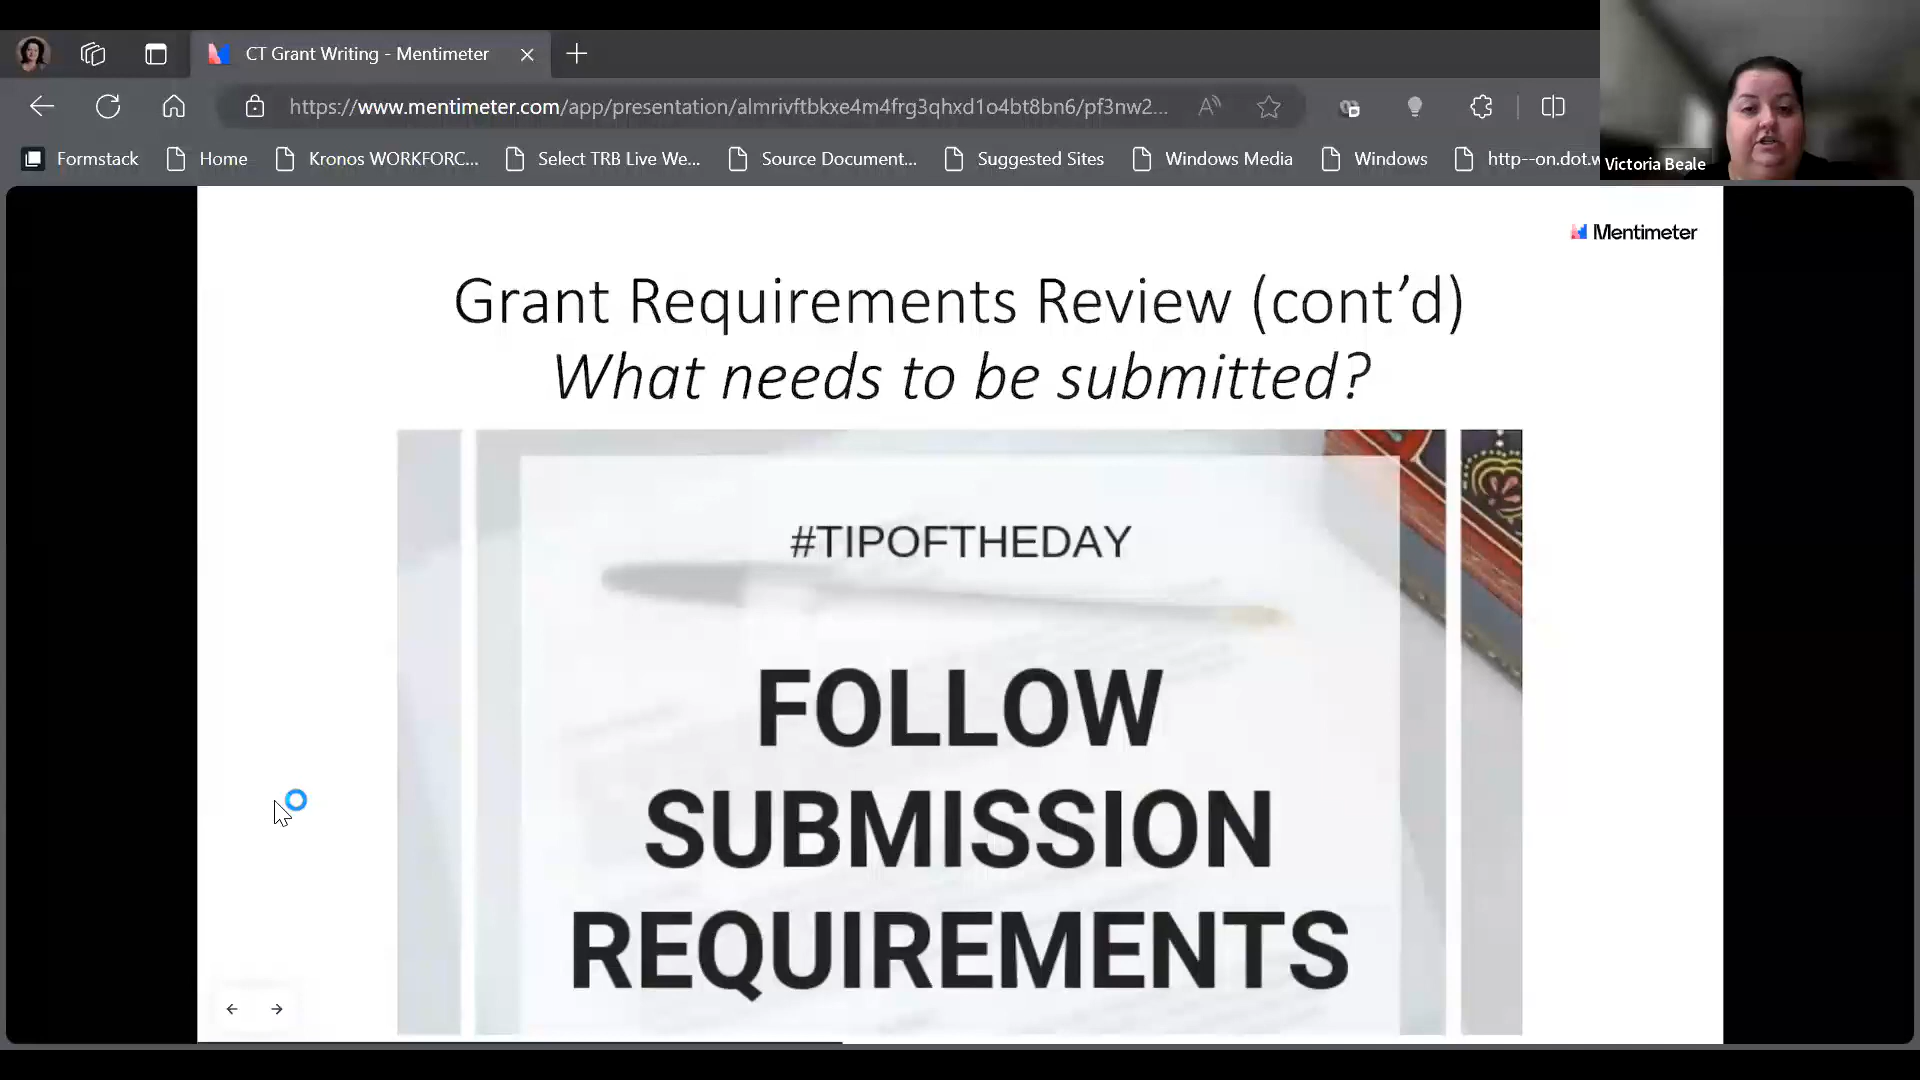 CT Grant Writing - Mentimeter
https://www.mentimeter.com/app/presentation/almrivftbkxe4m4frg3qhxd1o4bt8bn6/pf3nw2...
Formstack
Home
Kronos WORKFORC...
Select TRB Live We...
Source Document...
Suggested Sites
Windows Media
Windows
http--on.dot.w
Victoria Beale
Mentimeter
Grant Requirements Review (cont’d)
What needs to be submitted?
#TIPOFTHEDAY
FOLLOW
SUBMISSION
REQUIREMENTS